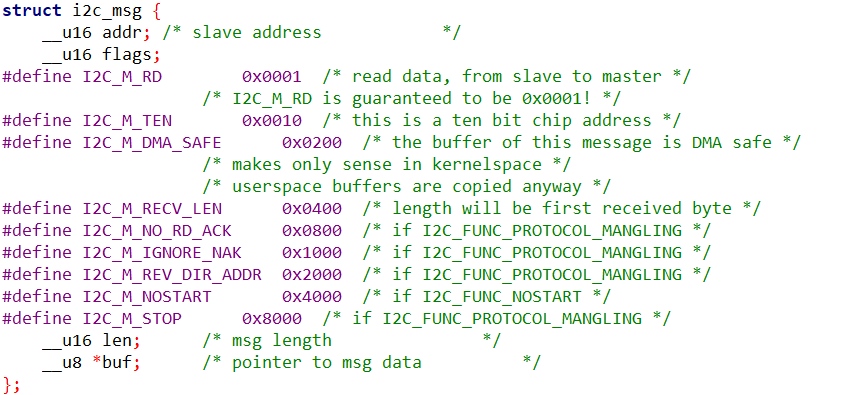 struct i2c_msg {
    __u16 addr; /* slave address            */
    __u16 flags;
#define I2C_M_RD        0x0001  /* read data, from slave to master */
                    /* I2C_M_RD is guaranteed to be 0x0001! */
#define I2C_M_TEN       0x0010  /* this is a ten bit chip address */
#define I2C_M_DMA_SAFE      0x0200  /* the buffer of this message is DMA safe */
                    /* makes only sense in kernelspace */
                    /* userspace buffers are copied anyway */
#define I2C_M_RECV_LEN      0x0400  /* length will be first received byte */
#define I2C_M_NO_RD_ACK     0x0800  /* if I2C_FUNC_PROTOCOL_MANGLING */
#define I2C_M_IGNORE_NAK    0x1000  /* if I2C_FUNC_PROTOCOL_MANGLING */
#define I2C_M_REV_DIR_ADDR  0x2000  /* if I2C_FUNC_PROTOCOL_MANGLING */
#define I2C_M_NOSTART       0x4000  /* if I2C_FUNC_NOSTART */
#define I2C_M_STOP      0x8000  /* if I2C_FUNC_PROTOCOL_MANGLING */
    __u16 len;      /* msg length               */
    __u8 *buf;      /* pointer to msg data          */
};